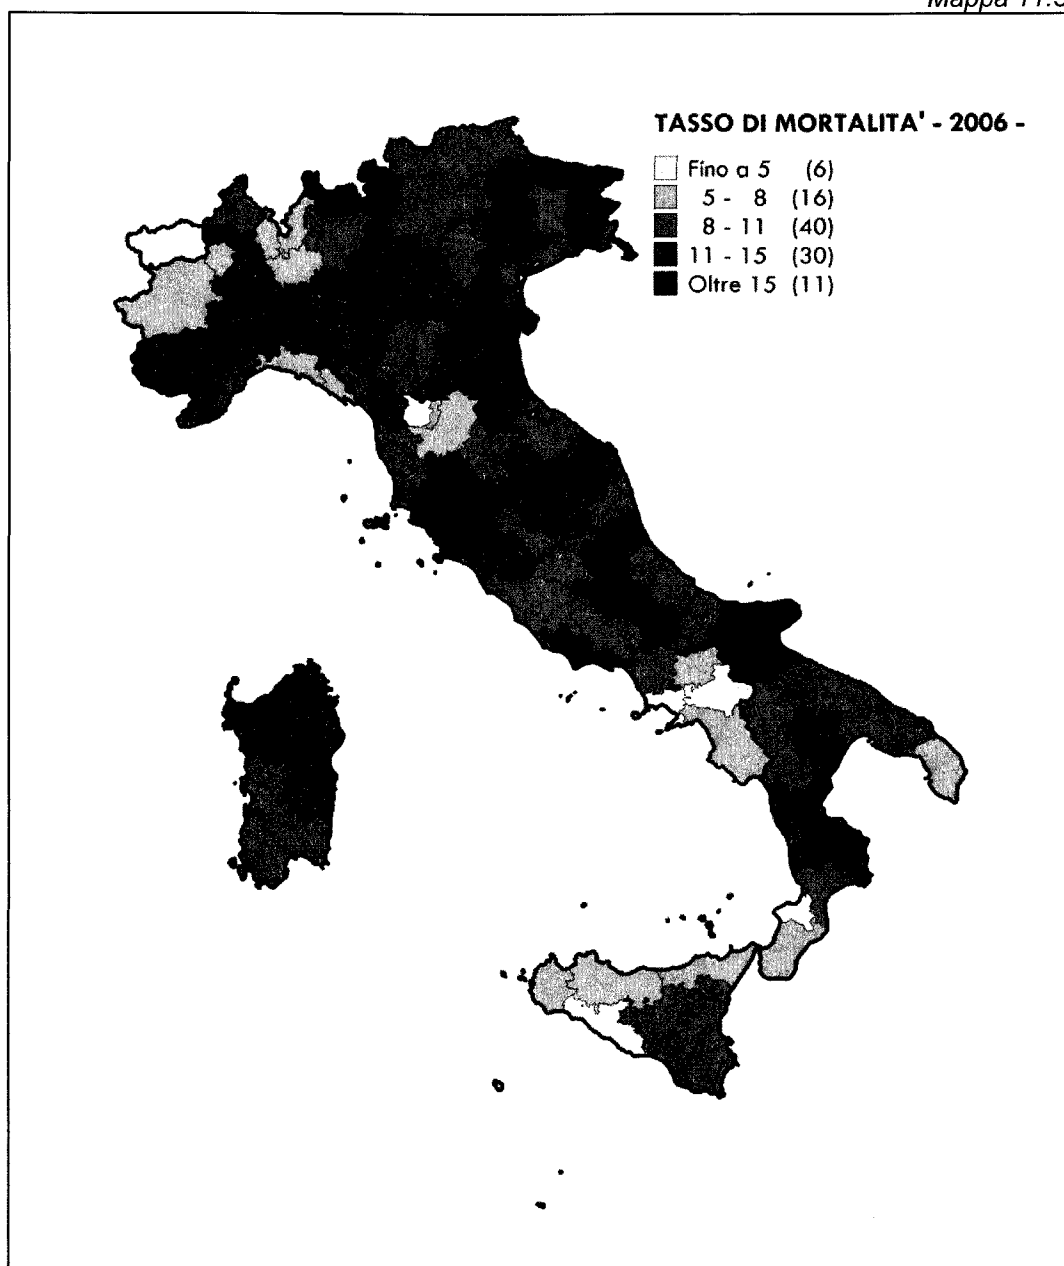 TASSO DI MORTALITA' - 2006 -
Fino a 5 (6)
5 - 8 (16)
8 - 11 (40)
11 - 15 (30)
Oltre 15 (11)